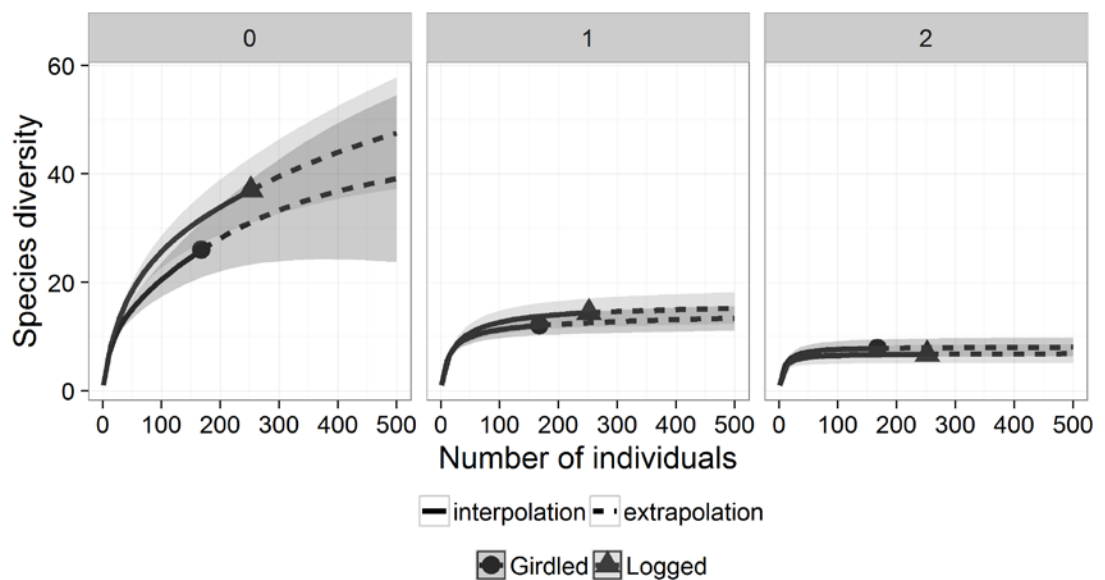 0 1 2
Species diversity
60
40
20
0
0 100 200 300 400 500 0 100 200 300 400 500 0 100 200 300 400 500
Number of individuals
interpolation extrapolation
Girdled Logged